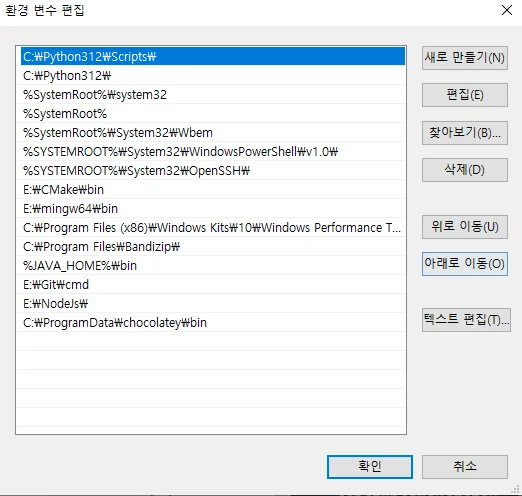 환경 변수 편집
C:₩Python312₩Scripts₩
C:₩Python312₩
%SystemRoot%₩system32
%SystemRoot%
%SystemRoot%₩System32₩Wbem
%SYSTEMROOT%₩System32₩WindowsPowerShell₩v1.0₩
%SYSTEMROOT%₩System32₩OpenSSH₩
E:₩CMake₩bin
E:₩mingw64₩bin
C:₩Program Files (x86)₩Windows Kits₩10₩Windows Performance T...
C:₩Program Files₩Bandizip₩
%JAVA_HOME%₩bin
E:₩Git₩cmd
E:₩NodeJs₩
C:₩ProgramData₩chocolatey₩bin
새로 만들기(N)
편집(E)
찾아보기(B)...
삭제(D)
위로 이동(U)
아래로 이동(O)
텍스트 편집(T)...
확인
취소